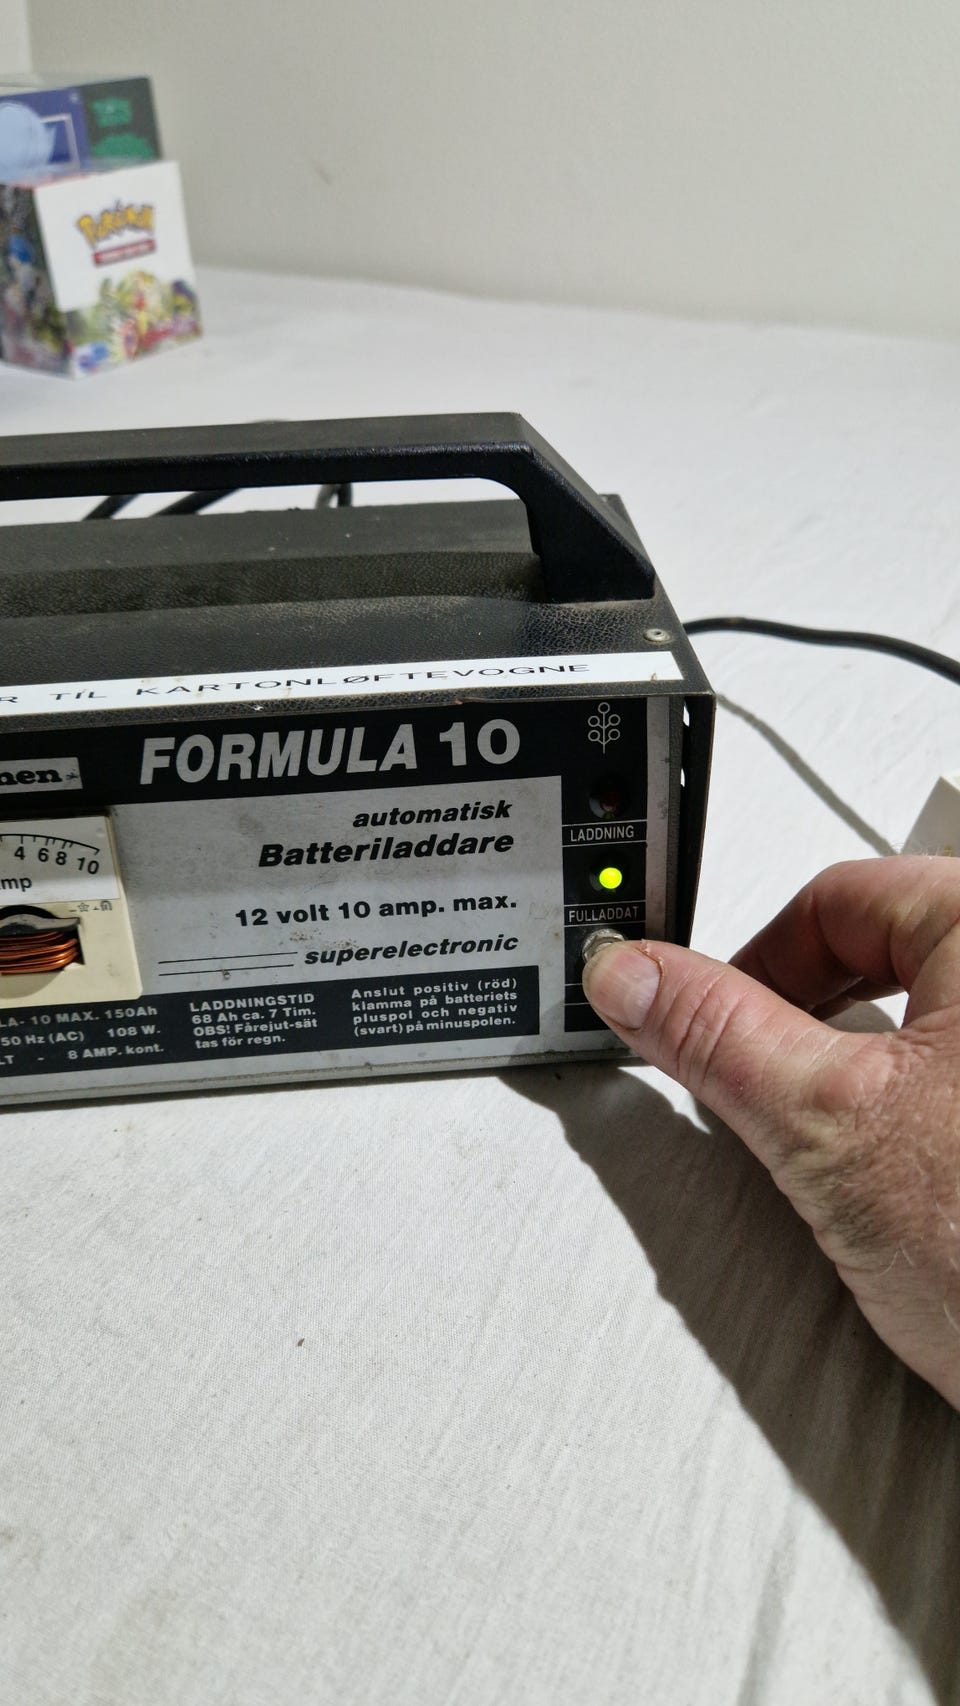 Pokémon
R TIL KARTONLØFTEVOGNE
nen
FORMULA 10
automatisk
Batteriladdare
12 volt 10 amp. max.
superelectronic
4 6 8 10
mp
LADDNING
FULLADDAT
LA- 10 MAX. 150Ah
50 Hz (AC) 108 W.
LT - 8 AMP. kont.
LADDNINGSTID
68 Ah ca. 7 Tim.
OBS! Fårejut-sät
tas för regn.
Anslut positiv (röd)
klamma på batteriets
pluspol och negativ
(svart) på minuspolen.